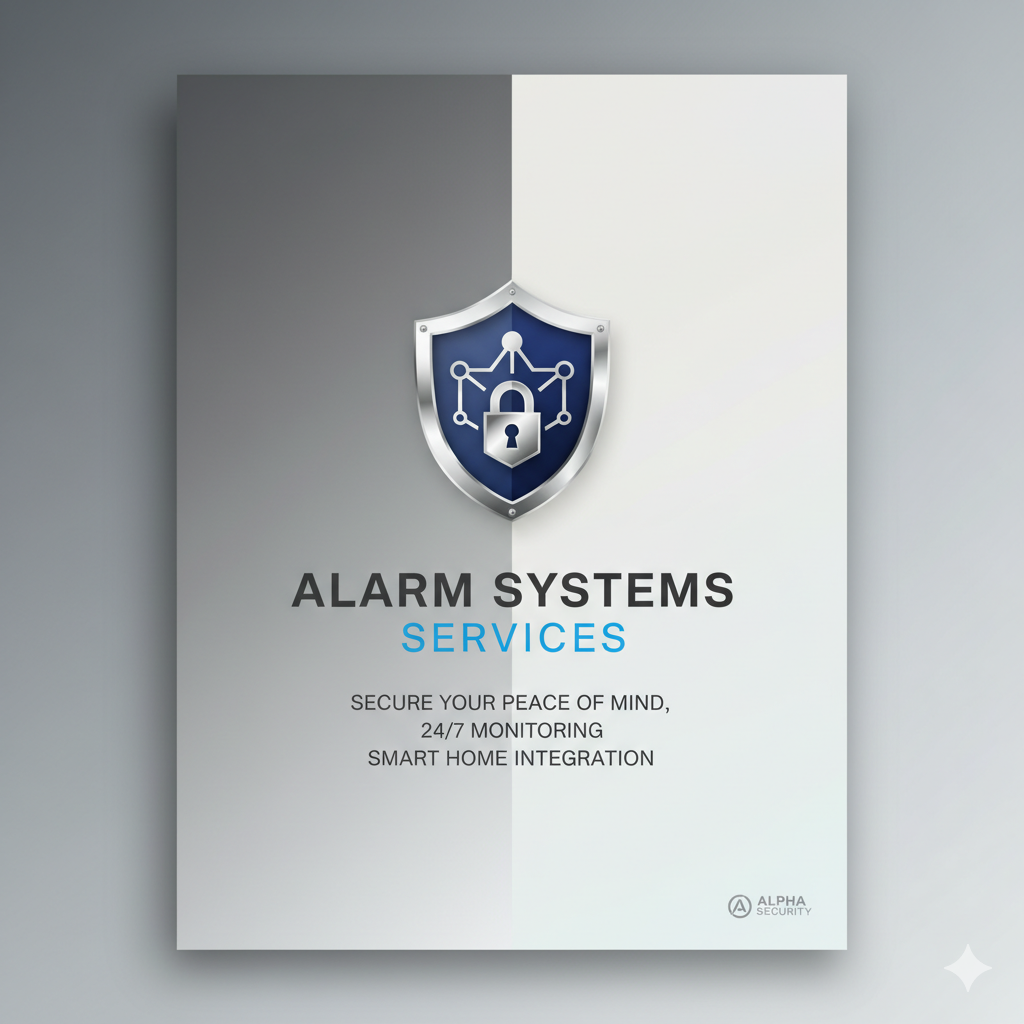 ALARM SYSTEMS
SERVICES
SECURE YOUR PEACE OF MIND,
24/7 MONITORING
SMART HOME INTEGRATION
ALPHA
SECURITY